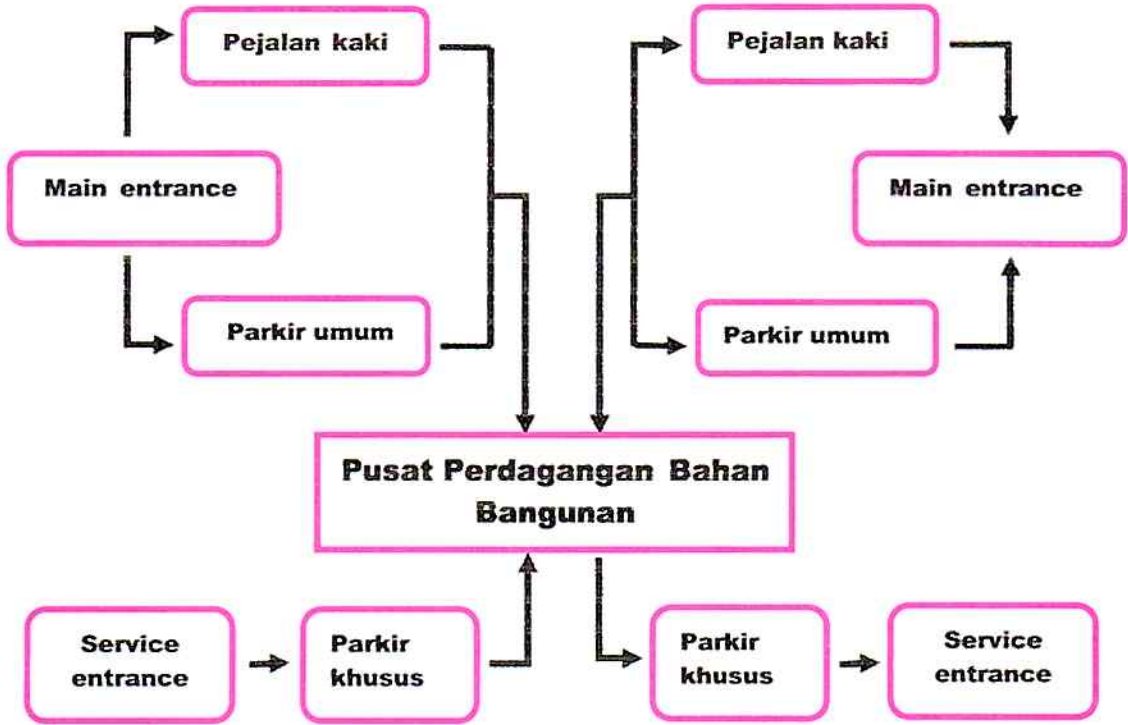 Pejalan kaki
Pejalan kaki
Main entrance
Main entrance
Parkir umum
Parkir umum
Pusat Perdagangan Bahan
Bangunan
Service
entrance
Parkir
khusus
Parkir
khusus
Service
entrance